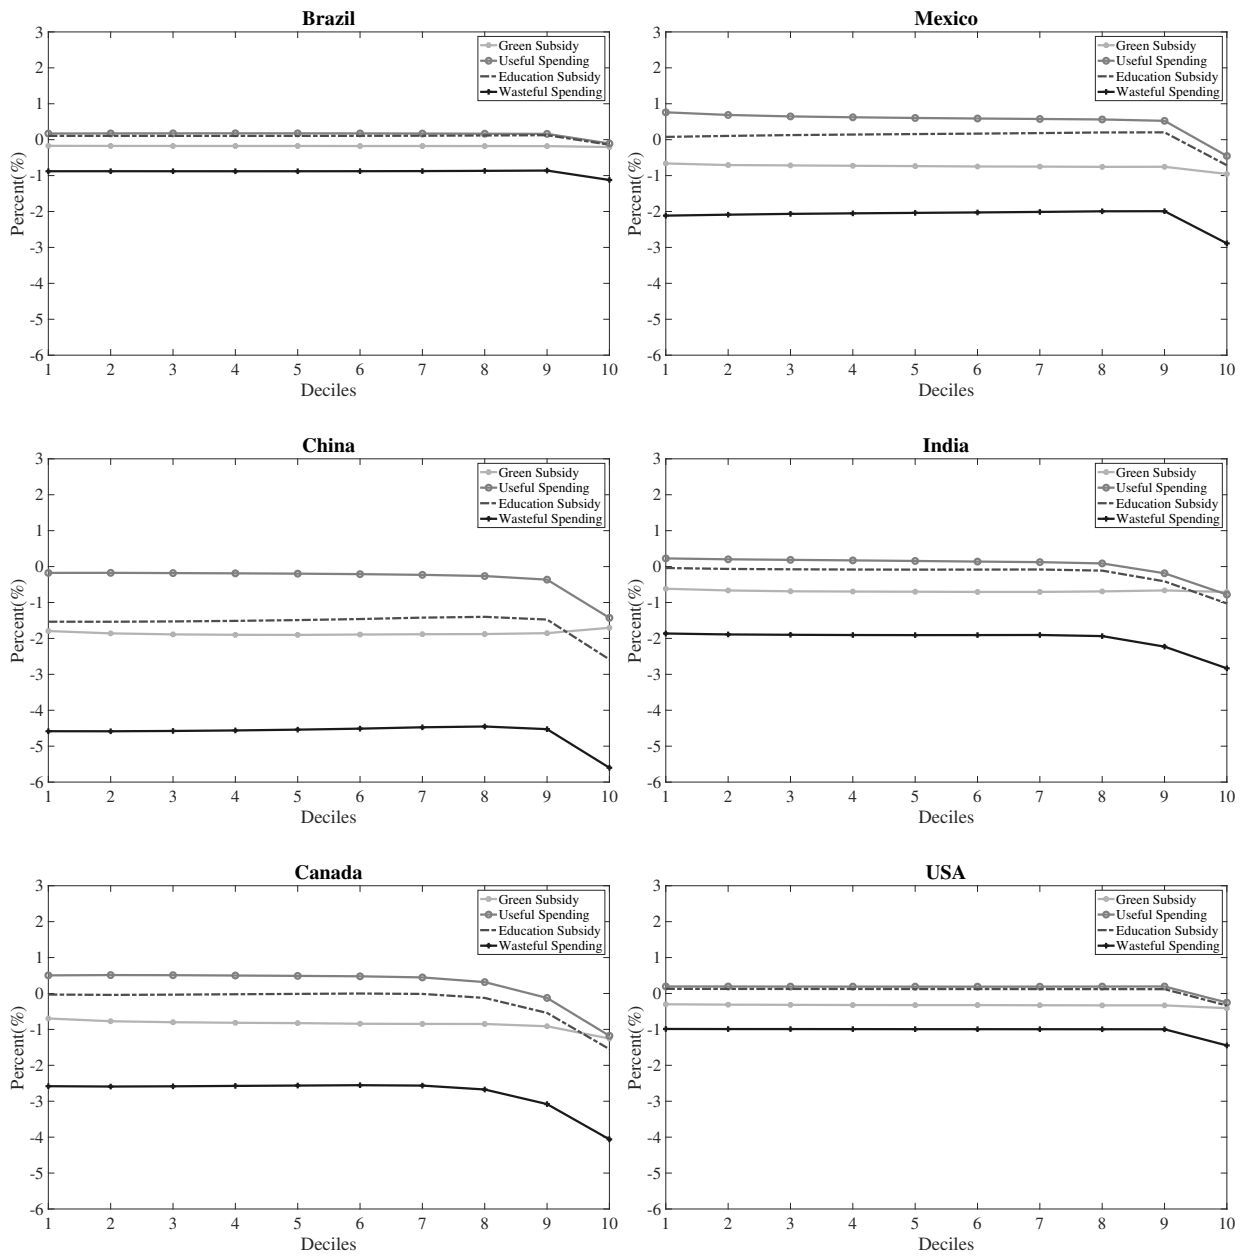 Brazil
3
2
1
0
-1
-2
-3
-4
-5
-6
Percent(%)
Green Subsidy
Useful Spending
Education Subsidy
Wasteful Spending
1 2 3 4 5 6 7 8 9 10
Deciles
Mexico
3
2
1
0
-1
-2
-3
-4
-5
-6
Percent(%)
Green Subsidy
Useful Spending
Education Subsidy
Wasteful Spending
1 2 3 4 5 6 7 8 9 10
Deciles
China
3
2
1
0
-1
-2
-3
-4
-5
-6
Percent(%)
Green Subsidy
Useful Spending
Education Subsidy
Wasteful Spending
1 2 3 4 5 6 7 8 9 10
Deciles
India
3
2
1
0
-1
-2
-3
-4
-5
-6
Percent(%)
Green Subsidy
Useful Spending
Education Subsidy
Wasteful Spending
1 2 3 4 5 6 7 8 9 10
Deciles
Canada
3
2
1
0
-1
-2
-3
-4
-5
-6
Percent(%)
Green Subsidy
Useful Spending
Education Subsidy
Wasteful Spending
1 2 3 4 5 6 7 8 9 10
Deciles
USA
3
2
1
0
-1
-2
-3
-4
-5
-6
Percent(%)
Green Subsidy
Useful Spending
Education Subsidy
Wasteful Spending
1 2 3 4 5 6 7 8 9 10
Deciles